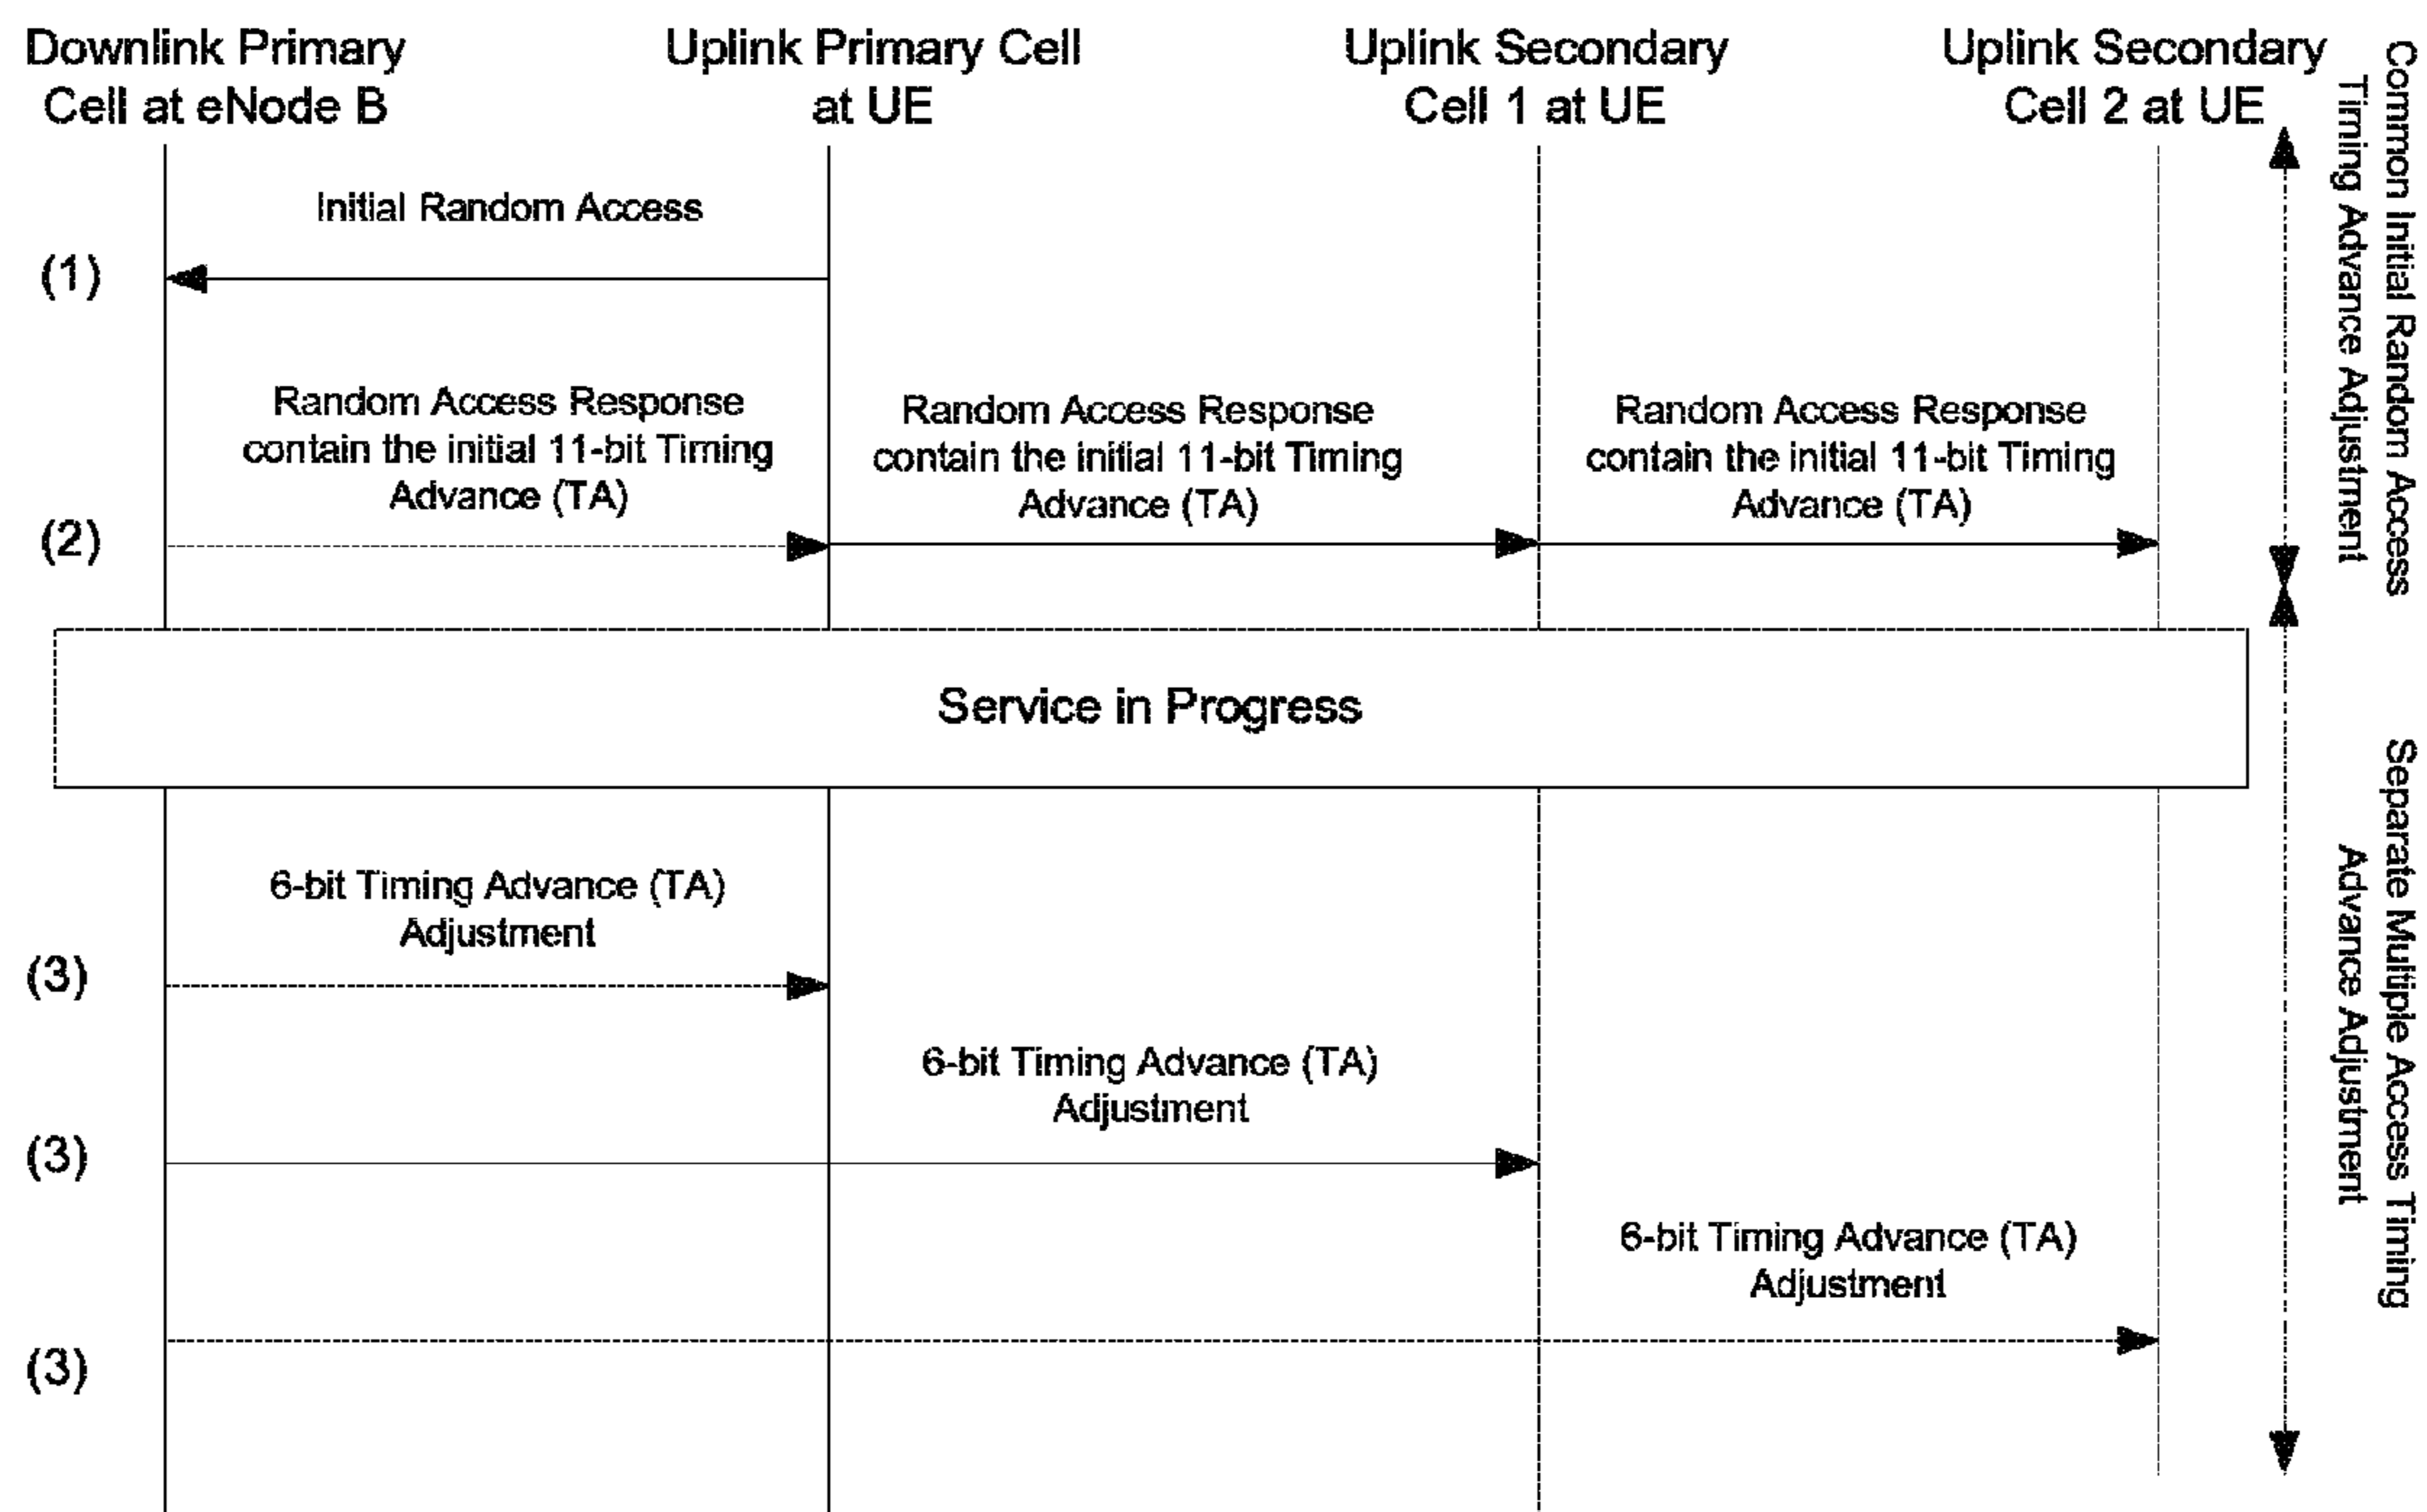 Downlink Primary
Cell at eNode B
Uplink Primary Cell
at UE
Uplink Secondary
Cell 1 at UE
Uplink Secondary
Cell 2 at UE
Common Initial Random Access
Timing Advance Adjustment
Initial Random Access
(1)
Random Access Response
contain the initial 11-bit Timing
Advance (TA)
Random Access Response
contain the initial 11-bit Timing
Advance (TA)
Random Access Response
contain the initial 11-bit Timing
Advance (TA)
(2)
Service in Progress
Separate Multiple Access Timing
Advance Adjustment
6-bit Timing Advance (TA)
Adjustment
(3)
6-bit Timing Advance (TA)
Adjustment
(3)
6-bit Timing Advance (TA)
Adjustment
(3)